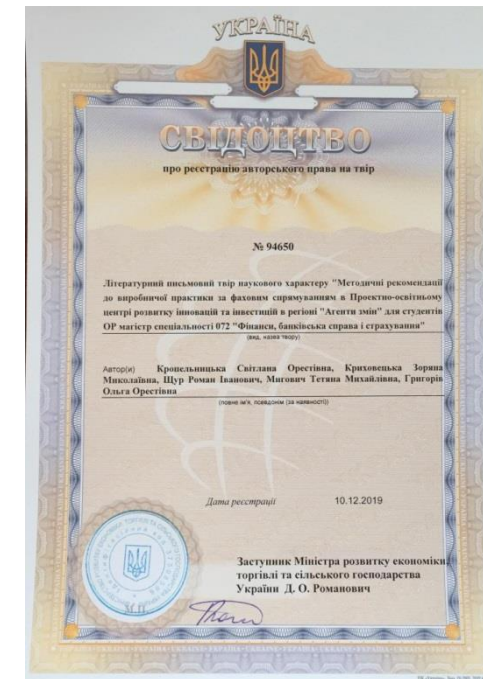 УКРАЇНА
СВІДОЦТВО
про реєстрацію авторського права на твір
№ 94650
Літературний письмовий твір наукового характеру "Методичні рекомендації
до виробничої практики за фаховим спрямуванням в Проектно-освітньому
центрі розвитку інновацій та інвестицій в регіоні "Агенти змін" для студентів
ОР магістр спеціальності 072 "Фінанси, банківська справа і страхування"
(вид, назва твору)
Автор(и) Кропельницька Світлана Орестівна, Криховецька Зоряна
Миколаївна, Щур Роман Іванович, Мигович Тетяна Михайлівна, Григорів
Ольга Орестівна
(повне ім'я, псевдонім (за наявності))
Дата реєстрації 10.12.2019
Заступник Міністра розвитку економіки,
торгівлі та сільського господарства
України Д. О. Романович
М.П.